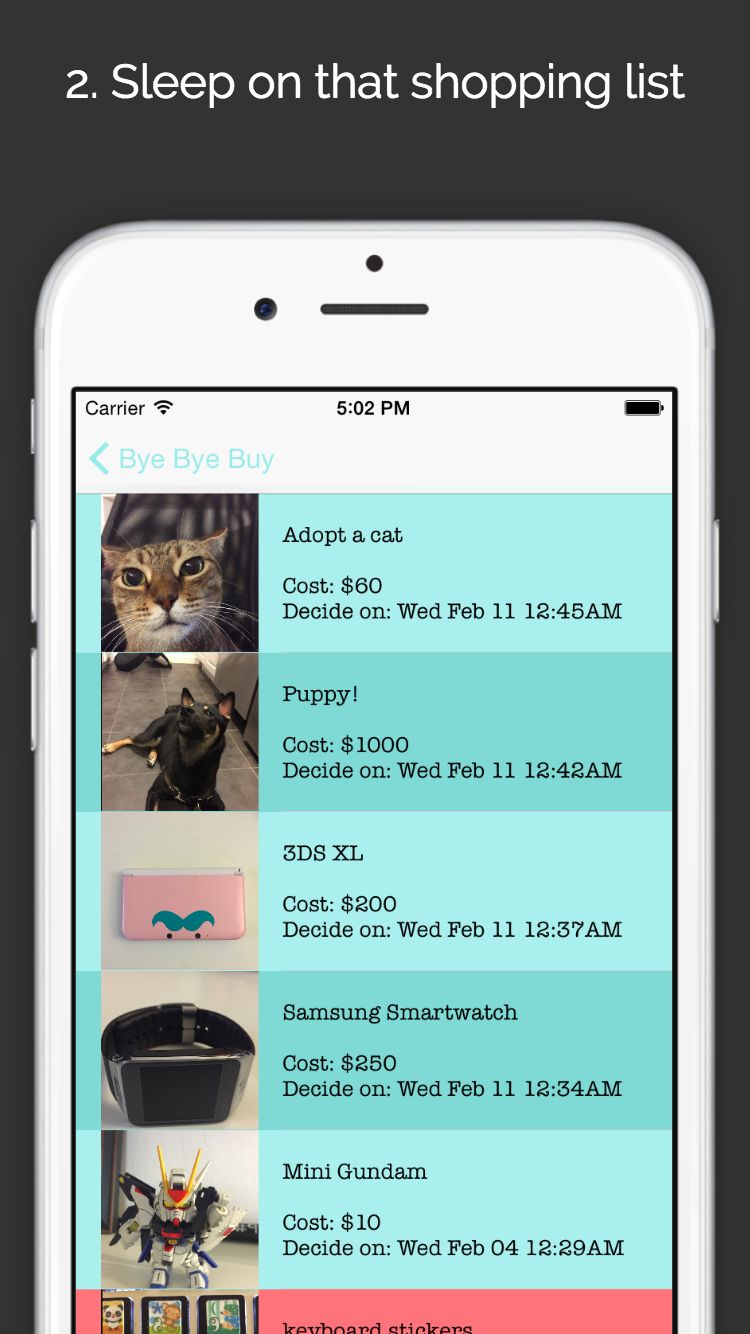 2. Sleep on that shopping list
Carrier
5:02 PM
Bye Bye Buy
Adopt a cat
Cost: $60
Decide on: Wed Feb 11 12:45AM
Puppy!
Cost: $1000
Decide on: Wed Feb 11 12:42AM
3DS XL
Cost: $200
Decide on: Wed Feb 11 12:37AM
Samsung Smartwatch
Cost: $250
Decide on: Wed Feb 11 12:34AM
Mini Gundam
Cost: $10
Decide on: Wed Feb 04 12:29AM
keyboard stickers